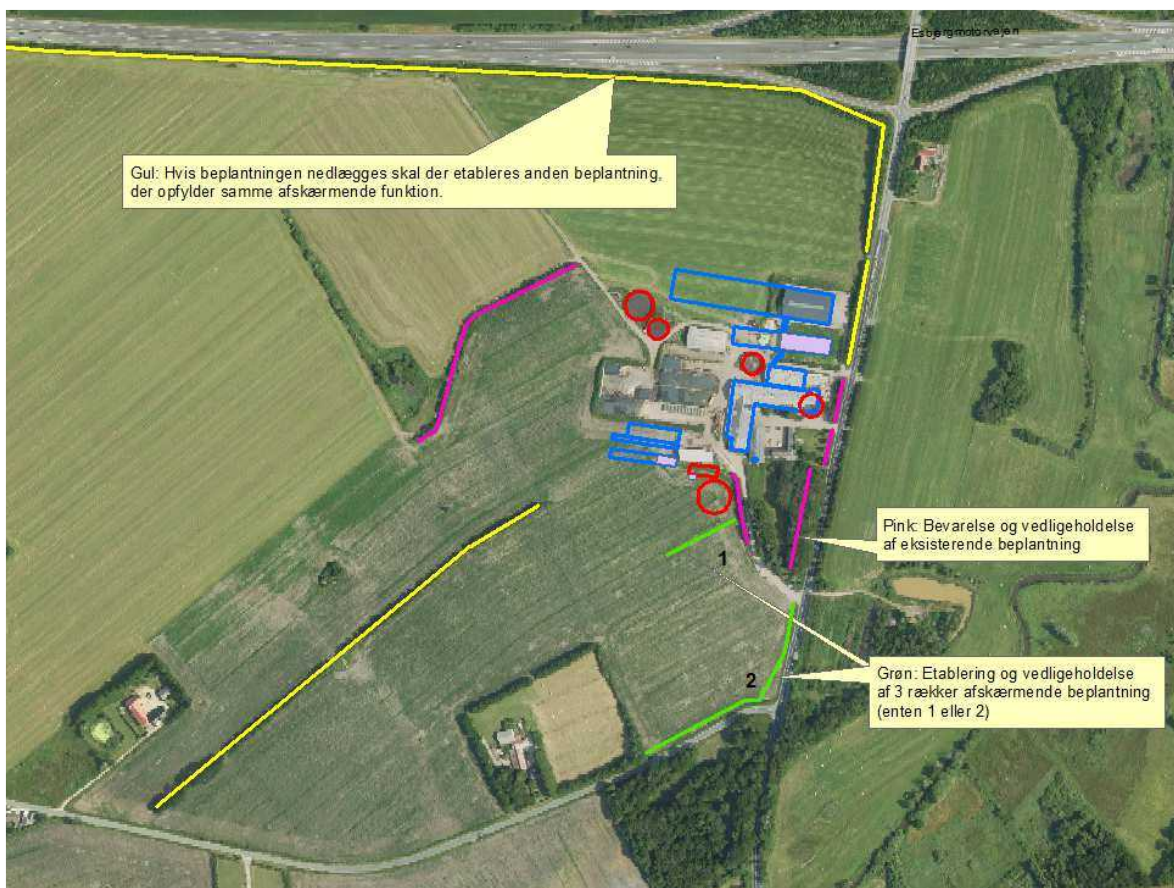 Esbjergmotorvejen
Gul: Hvis beplantningen nedlægges skal der etableres anden beplantning,
der opfylder samme afskærmende funktion.
Pink: Bevarelse og vedligeholdelse
af eksisterende beplantning
1
Grøn: Etablering og vedligeholdelse
af 3 rækker afskærmende beplantning
(enten 1 eller 2)
2